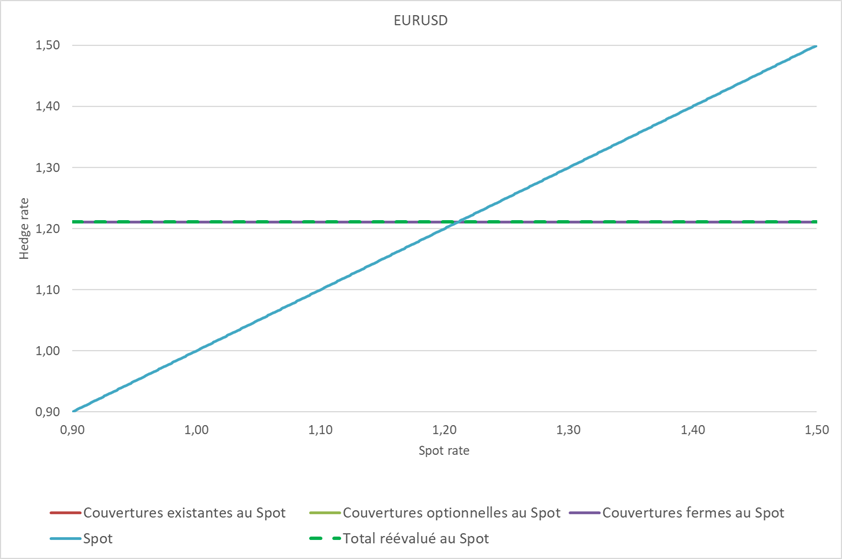 EURUSD
1,50
1,40
1,30
1,20
1,10
1,00
0,90
Hedge rate
0,90 1,00 1,10 1,20 1,30 1,40 1,50
Spot rate
Couvertures existantes au Spot Couvertures optionnelles au Spot Couvertures fermes au Spot
Spot Total réévalué au Spot